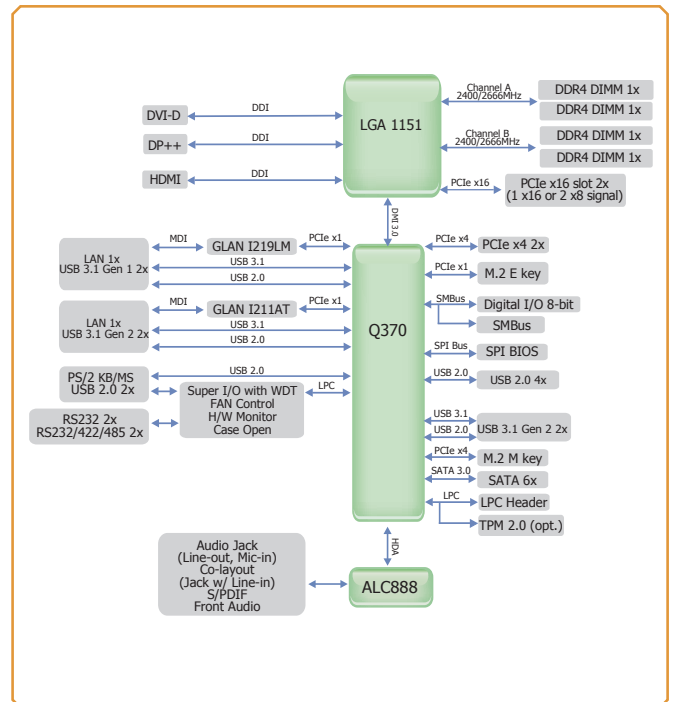 DVI-D
DDI
DP++
DDI
HDMI
DDI
LGA 1151
Channel A
2400/2666MHz
DDR4 DIMM 1x
DDR4 DIMM 1x
Channel B
2400/2666MHz
DDR4 DIMM 1x
DDR4 DIMM 1x
PCIe x16
PCIe x16 slot 2x
(1 x16 or 2 x8 signal)
DMI 3.0
LAN 1x
USB 3.1 Gen 1 2x
MDI
GLAN I219LM
PCIe x1
USB 3.1
USB 2.0
LAN 1x
USB 3.1 Gen 2 2x
MDI
GLAN I211AT
PCIe x1
USB 3.1
USB 2.0
PS/2 KB/MS
USB 2.0 2x
USB 2.0
Super I/O with WDT
FAN Control
H/W Monitor
Case Open
LPC
RS232 2x
RS232/422/485 2x
Q370
PCIe x4
PCIe x4 2x
PCIe x1
M.2 E key
SMBus
Digital I/O 8-bit
SMBus
SPI Bus
SPI BIOS
USB 2.0
USB 2.0 4x
USB 3.1
USB 2.0
USB 3.1 Gen 2 2x
PCIe x4
M.2 M key
SATA 3.0
SATA 6x
LPC
LPC Header
TPM 2.0 (opt.)
HDA
Audio Jack
(Line-out, Mic-in)
Co-layout
(Jack w/ Line-in)
S/PDIF
Front Audio
ALC888